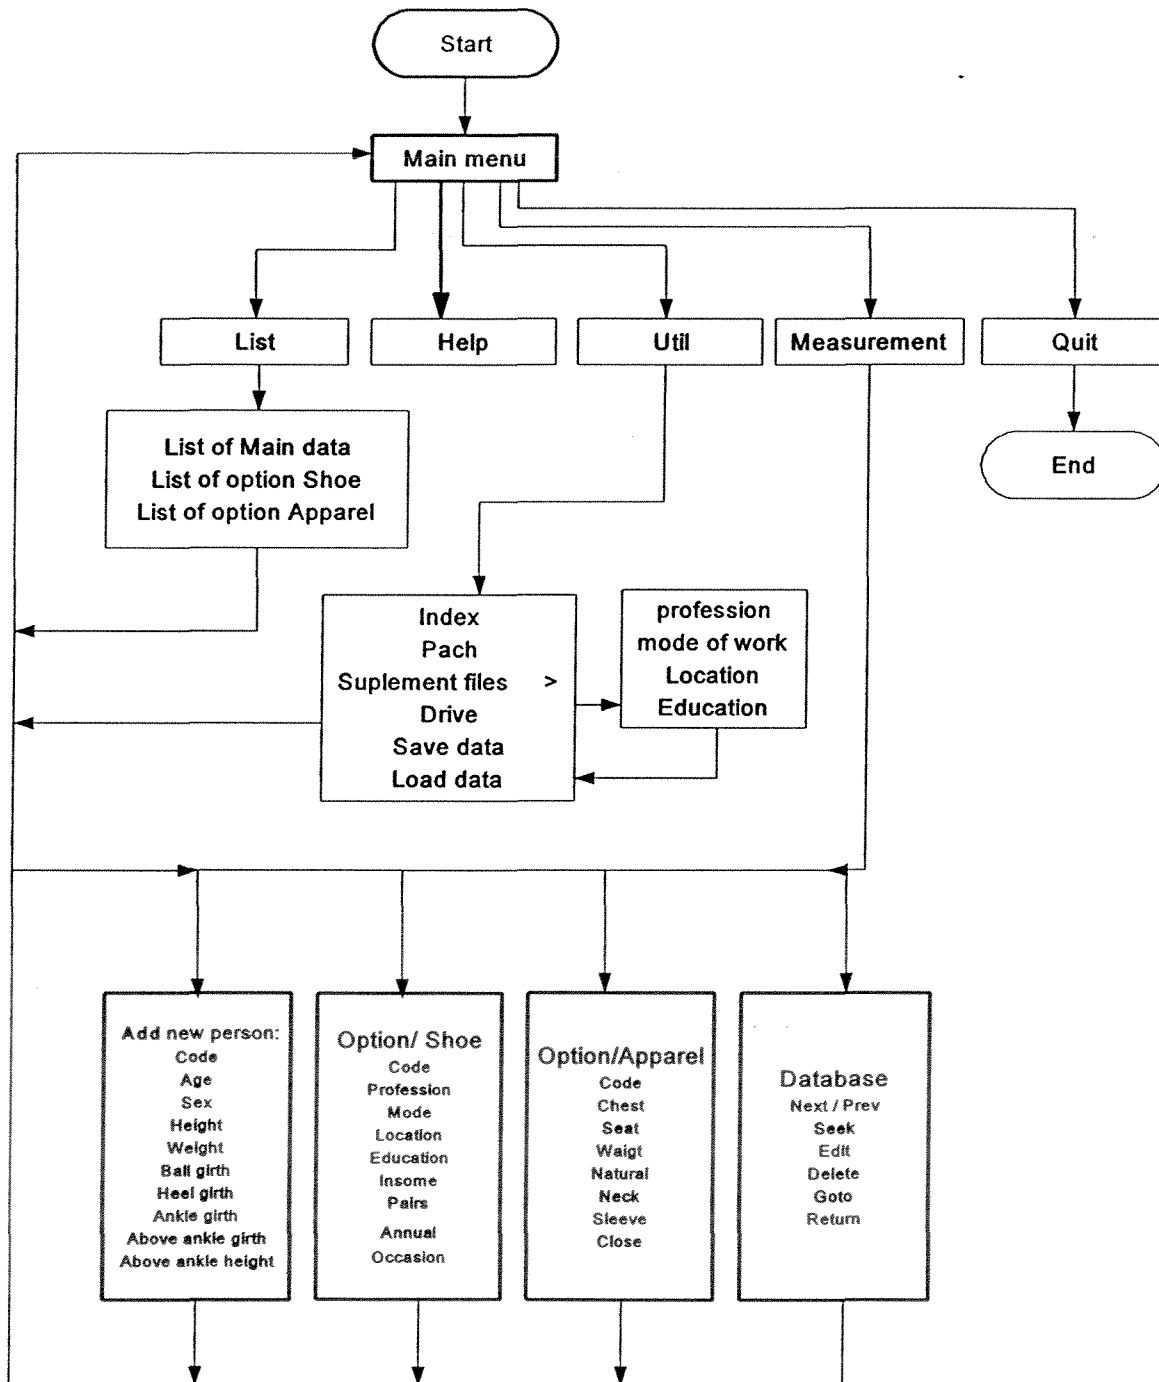 Start
Main menu
List
Help
Util
Measurement
Quit
List of Main data
List of option Shoe
List of option Apparel
End
Index
Pach
Suplement files >
Drive
Save data
Load data
profession
mode of work
Location
Education
Add new person:
Code
Age
Sex
Height
Weight
Ball girth
Heel girth
Ankle girth
Above ankle girth
Above ankle height
Option/ Shoe
Code
Profession
Mode
Location
Education
Insome
Pairs
Annual
Occasion
Option/Apparel
Code
Chest
Seat
Waigt
Natural
Neck
Sleeve
Close
Database
Next / Prev
Seek
Edit
Delete
Goto
Return